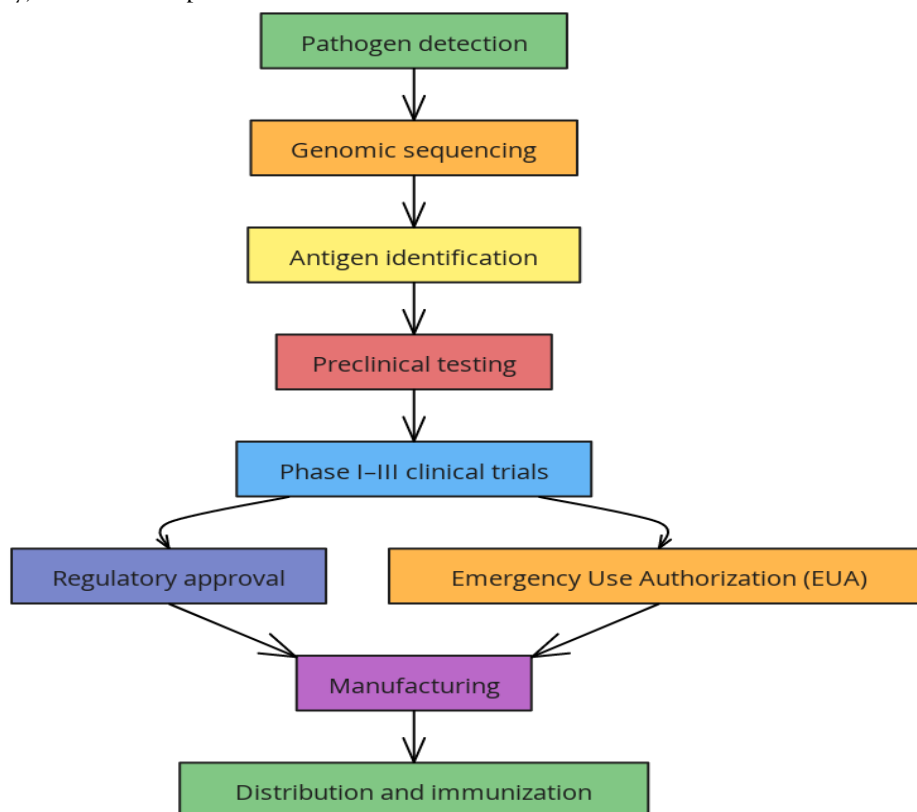 Pathogen detection
Genomic sequencing
Antigen identification
Preclinical testing
Phase I–III clinical trials
Regulatory approval
Emergency Use Authorization (EUA)
Manufacturing
Distribution and immunization